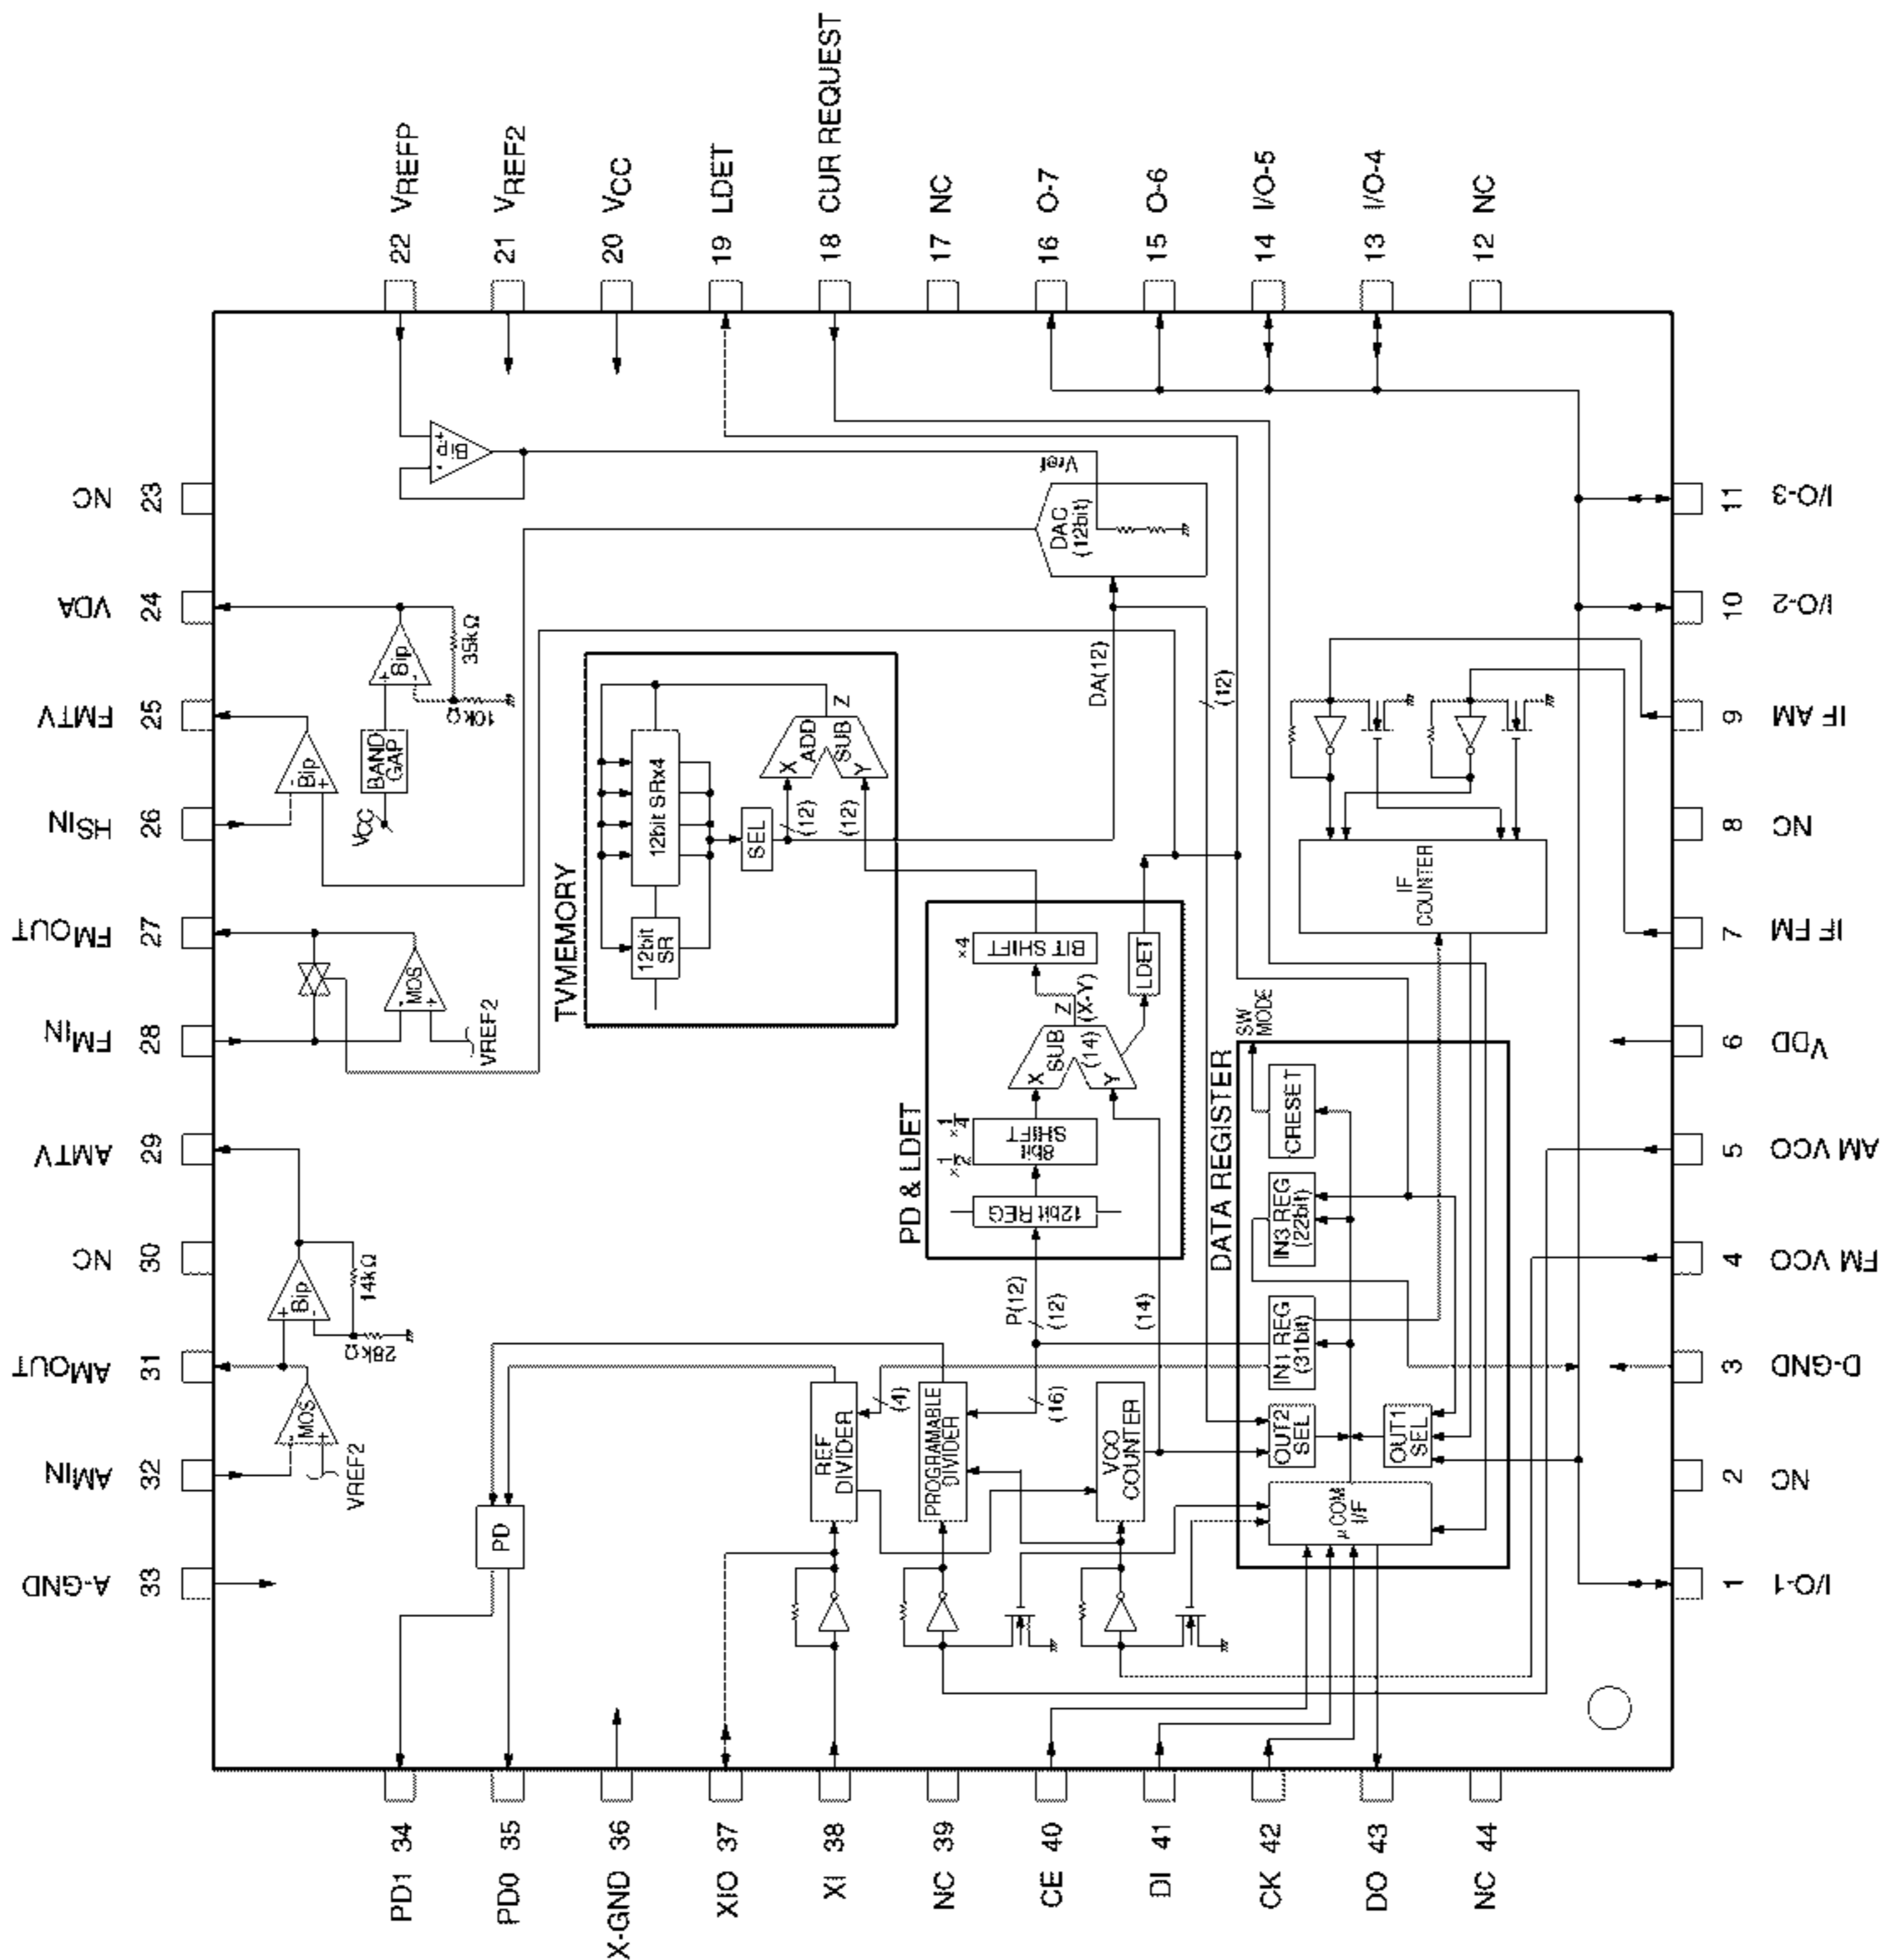 22 VREFP
21 VREF2
20 VCC
19 LDET
18 CUR REQUEST
17 NC
16 O-7
15 O-6
14 I/O-5
13 I/O-4
12 NC
23 NC
24 VDA
25 FMTV
26 HSIN
27 FMOUT
28 FMIN
29 AMTV
30 NC
31 AMOUT
32 AMIN
33 A-GND
11 I/O-3
10 I/O-2
9 IF AM
8 NC
7 IF FM
6 VDD
5 AM VCO
4 FM VCO
3 D-GND
2 NC
1 I/O-1
PD1 34
PD0 35
X-GND 36
XIO 37
XI 38
NC 39
CE 40
DI 41
CK 42
DO 43
NC 44
Bip
+
-
Vref
DAC
(12bit)
Bip
+
-
35kΩ
10kΩ
BAND
GAP
VCC
Bip
-
+
MOS
-
+
VREF2
Bip
+
-
14kΩ
28kΩ
MOS
-
+
VREF2
TVMEMORY
12bit SRx4
12bit
SR
SEL
X ADD
SUB
Y
Z
(12)
(12)
DA(12)
(12)
PD & LDET
×4
BIT SHIFT
LDET
Z
(X-Y)
X
SUB
(14)
Y
×1/2
×1/4
8bit
SHIFT
12bit REG
P(12)
(12)
(14)
(16)
(4)
PD
REF
DIVIDER
PROGRAMABLE
DIVIDER
VCO
COUNTER
DATA REGISTER
SW
MODE
CRESET
IN3 REG
(22bit)
IN1 REG
(31bit)
OUT2
SEL
OUT1
SEL
μCOM
I/F
IF
COUNTER